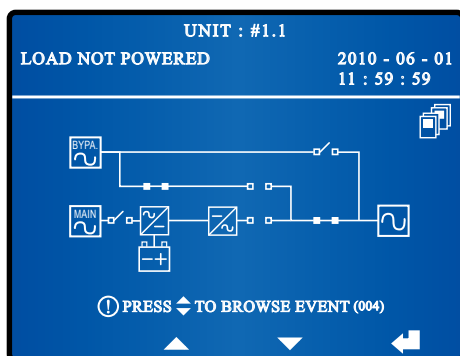 UNIT : #1.1
LOAD NOT POWERED
2010 - 06 - 01
11 : 59 : 59
BYPA.
MAIN
PRESS TO BROWSE EVENT (004)